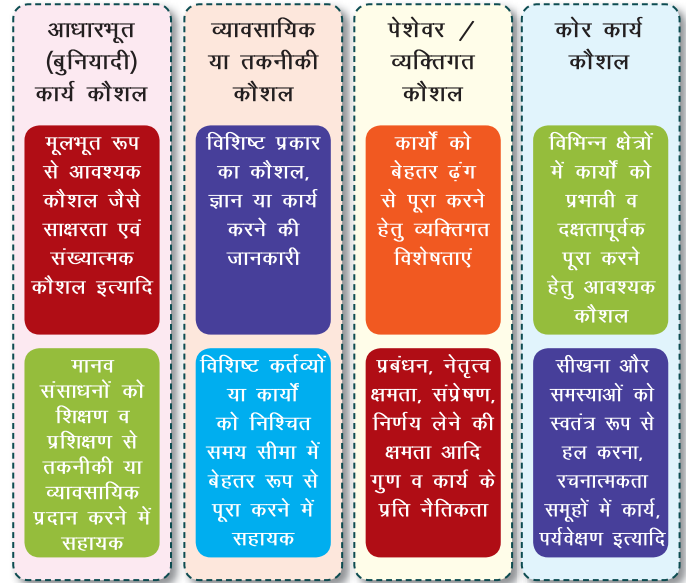 आधारभूत
(बुनियादी)
कार्य कौशल
मूलभूत रूप
से आवश्यक
कौशल जैसे
साक्षरता एवं
संख्यात्मक
कौशल इत्यादि
मानव
संसाधनों को
शिक्षण व
प्रशिक्षण से
तकनीकी या
व्यावसायिक
प्रदान करने में
सहायक
व्यावसायिक
या तकनीकी
कौशल
विशिष्ट प्रकार
का कौशल,
ज्ञान या कार्य
करने की
जानकारी
विशिष्ट कर्तव्यों
या कार्यों
को निश्चित
समय सीमा में
बेहतर रूप से
पूरा करने में
सहायक
पेशेवर /
व्यक्तिगत
कौशल
कार्यों को
बेहतर ढ़ंग
से पूरा करने
हेतु व्यक्तिगत
विशेषताएं
प्रबंधन, नेतृत्व
क्षमता, संप्रेषण,
निर्णय लेने की
क्षमता आदि
गुण व कार्य के
प्रति नैतिकता
कोर कार्य
कौशल
विभिन्न क्षेत्रों
में कार्यों को
प्रभावी व
दक्षतापूर्वक
पूरा करने
हेतु आवश्यक
कौशल
सीखना और
समस्याओं को
स्वतंत्र रूप से
हल करना,
रचनात्मकता
समूहों में कार्य,
पर्यवेक्षण इत्यादि